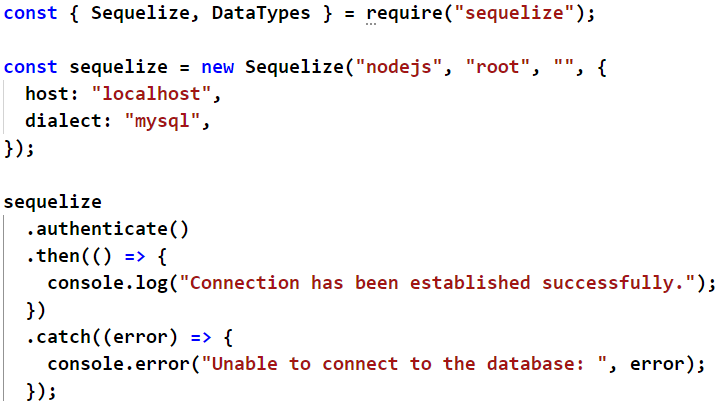 const { Sequelize, DataTypes } = require("sequelize");

const sequelize = new Sequelize("nodejs", "root", "", {
  host: "localhost",
  dialect: "mysql",
});

sequelize
  .authenticate()
  .then(() => {
    console.log("Connection has been established successfully.");
  })
  .catch((error) => {
    console.error("Unable to connect to the database: ", error);
  });